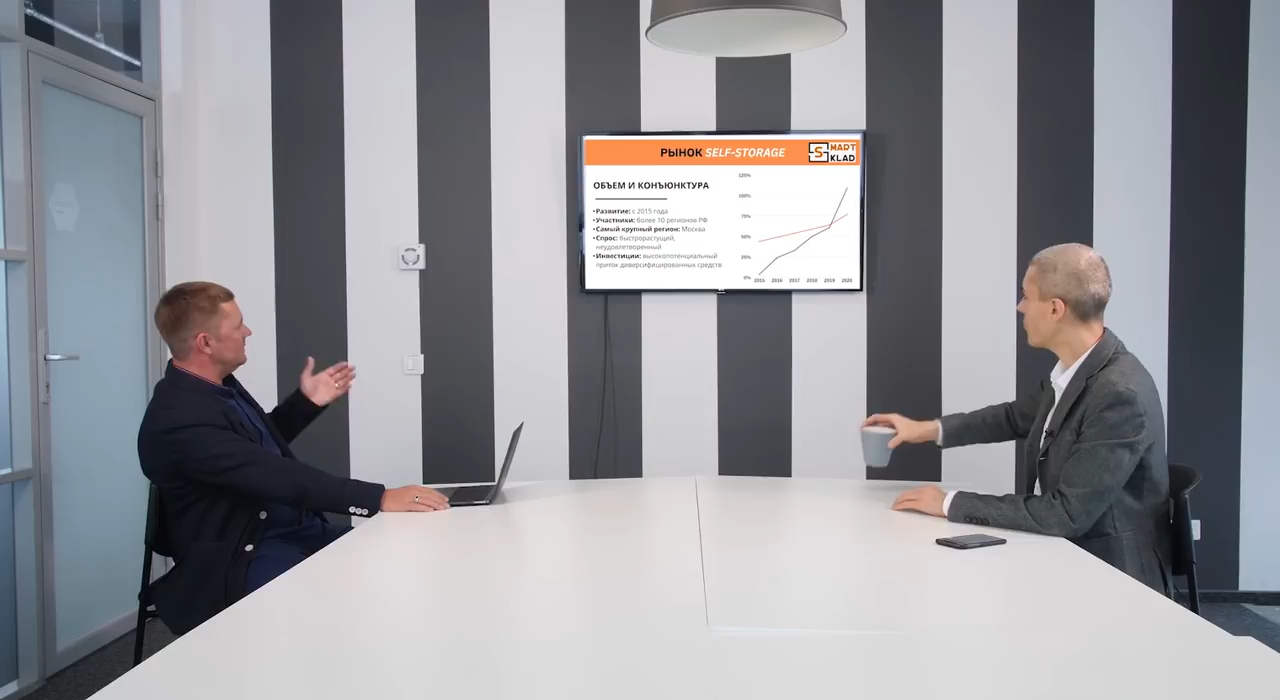 РЫНОК SELF-STORAGE
SMART
KLAD
ОБЪЕМ И КОНЪЮНКТУРА
•Развитие: с 2015 года
•Участники: более 10 регионов РФ
•Самый крупный регион: Москва
•Спрос: быстрорастущий,
неудовлетворенный
•Инвестиции: высокопотенциальный
приток диверсифицированных средств
125%
100%
75%
50%
25%
0%
2015 2016 2017 2018 2019 2020